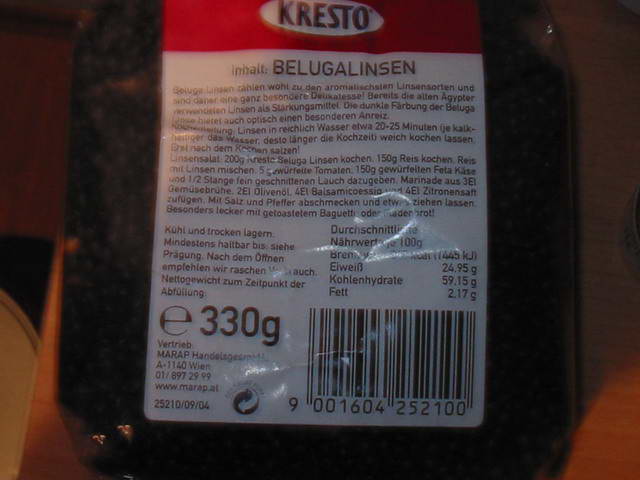 KRESTO
Inhalt: BELUGALINSEN
Beluga Linsen zählen wohl zu den aromatischsten Linsensorten und
sind daher eine ganz besondere Delikatesse! Bereits die alten Ägypter
verwendeten Linsen als Stärkungsmittel. Die dunkle Färbung der Beluga
Linse bietet auch optisch einen besonderen Anreiz.
Linsen in reichlich Wasser etwa 20-25 Minuten (je kalk-
haltiger das Wasser, desto länger die Kochzeit) weich kochen lassen.
Erst nach dem Kochen salzen!
Linsensalat: 200g Kresto Beluga Linsen kochen. 150g Reis kochen. Reis
mit Linsen mischen. 5 gewürfelte Tomaten, 150g gewürfelten Feta Käse
und 1/2 Stange fein geschnittenen Lauch dazugeben. Marinade aus 3El
Gemüsebrühe, 2El Olivenöl, 4El Balsamicoessig und 4El Zitronensaft
zufügen. Mit Salz und Pfeffer abschmecken und etwas ziehen lassen.
Besonders lecker mit getoastetem Baguette oder Fladenbrot!
Kühl und trocken lagern.
Mindestens haltbar bis: siehe
Prägung. Nach dem Öffnen
empfehlen wir raschen Verbrauch.
Nettogewicht zum Zeitpunkt der
Abfüllung:
Durchschnittliche
Nährwerte je 100g
(1445 kJ)
Eiweiß 24,95 g
Kohlenhydrate 59,15 g
Fett 2,17 g
e 330g
Vertrieb:
MARAP Handelsgesmbh.
A-1140 Wien
01/ 897 29 99
www.marap.at
25210/09/04
9 001604 252100